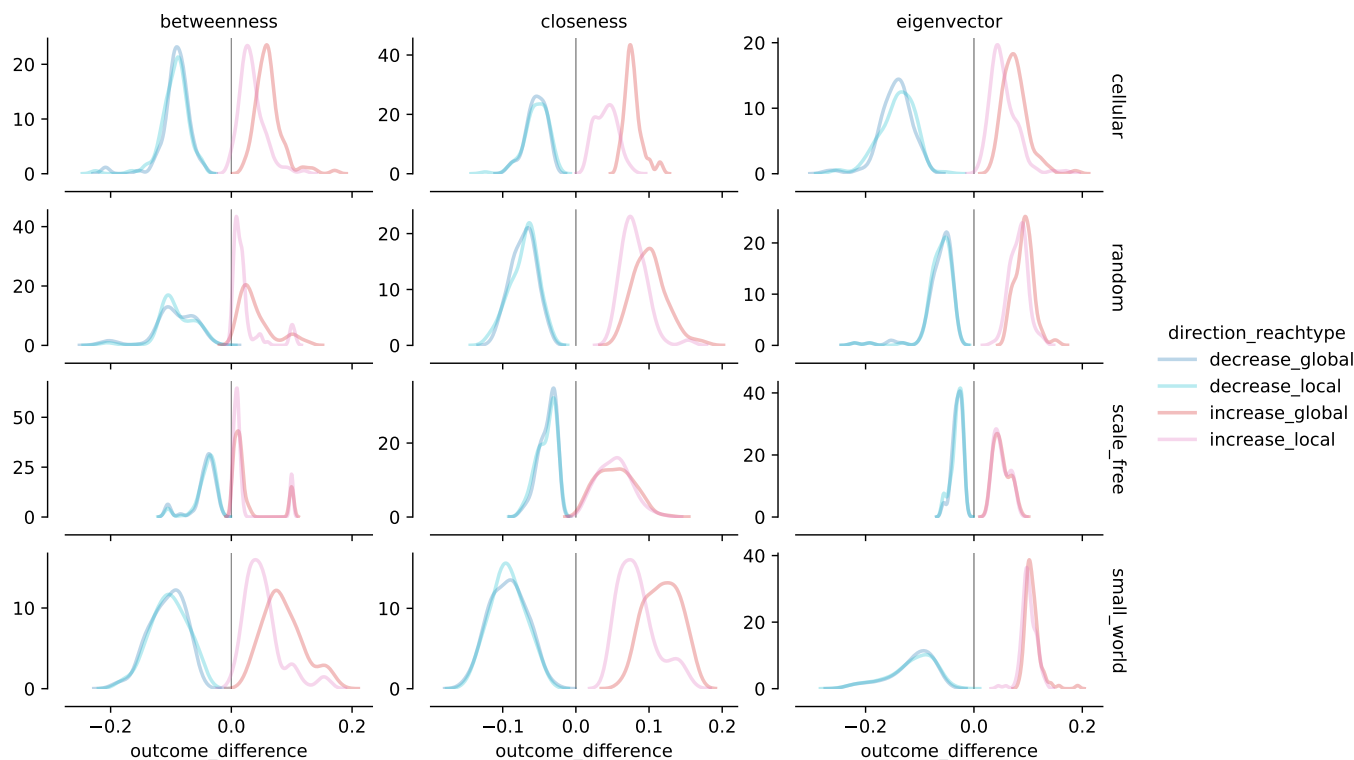 betweenness closeness eigenvector
20 10 0
40 20 0
20 10 0
cellular
40 20 0
20 10 0
20 10 0
random
50 25 0
20 0
40 20 0
scale_free
10 0
10 0
40 20 0
small_world
−0.2 0.0 0.2
−0.1 0.0 0.1 0.2
−0.2 0.0 0.2
outcome_difference outcome_difference outcome_difference
direction_reachtype
decrease_global
decrease_local
increase_global
increase_local